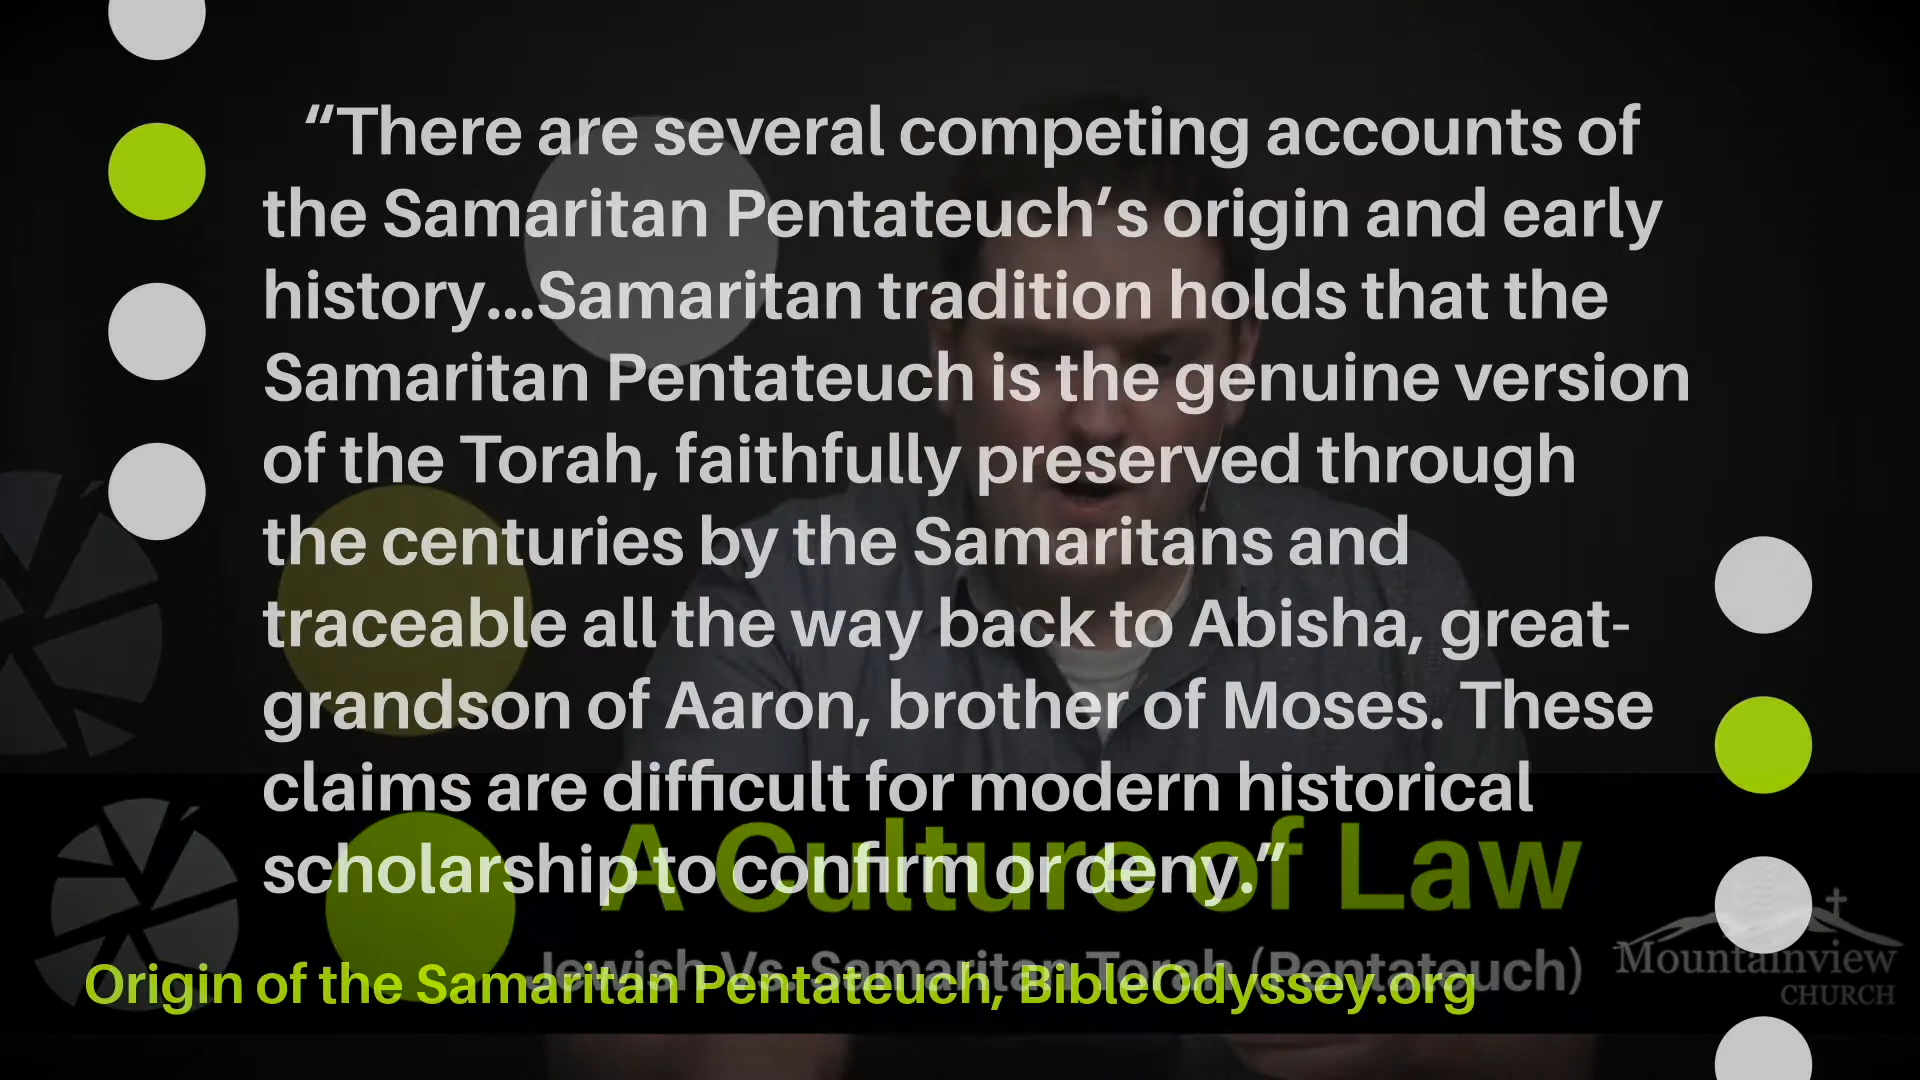 “There are several competing accounts of
the Samaritan Pentateuch’s origin and early
history...Samaritan tradition holds that the
Samaritan Pentateuch is the genuine version
of the Torah, faithfully preserved through
the centuries by the Samaritans and
traceable all the way back to Abisha, great-
grandson of Aaron, brother of Moses. These
claims are difficult for modern historical
scholarship to confirm or deny.”
A Culture of Law
Jewish Vs. Samaritan Torah (Pentateuch)
Origin of the Samaritan Pentateuch, BibleOdyssey.org
Mountainview
CHURCH